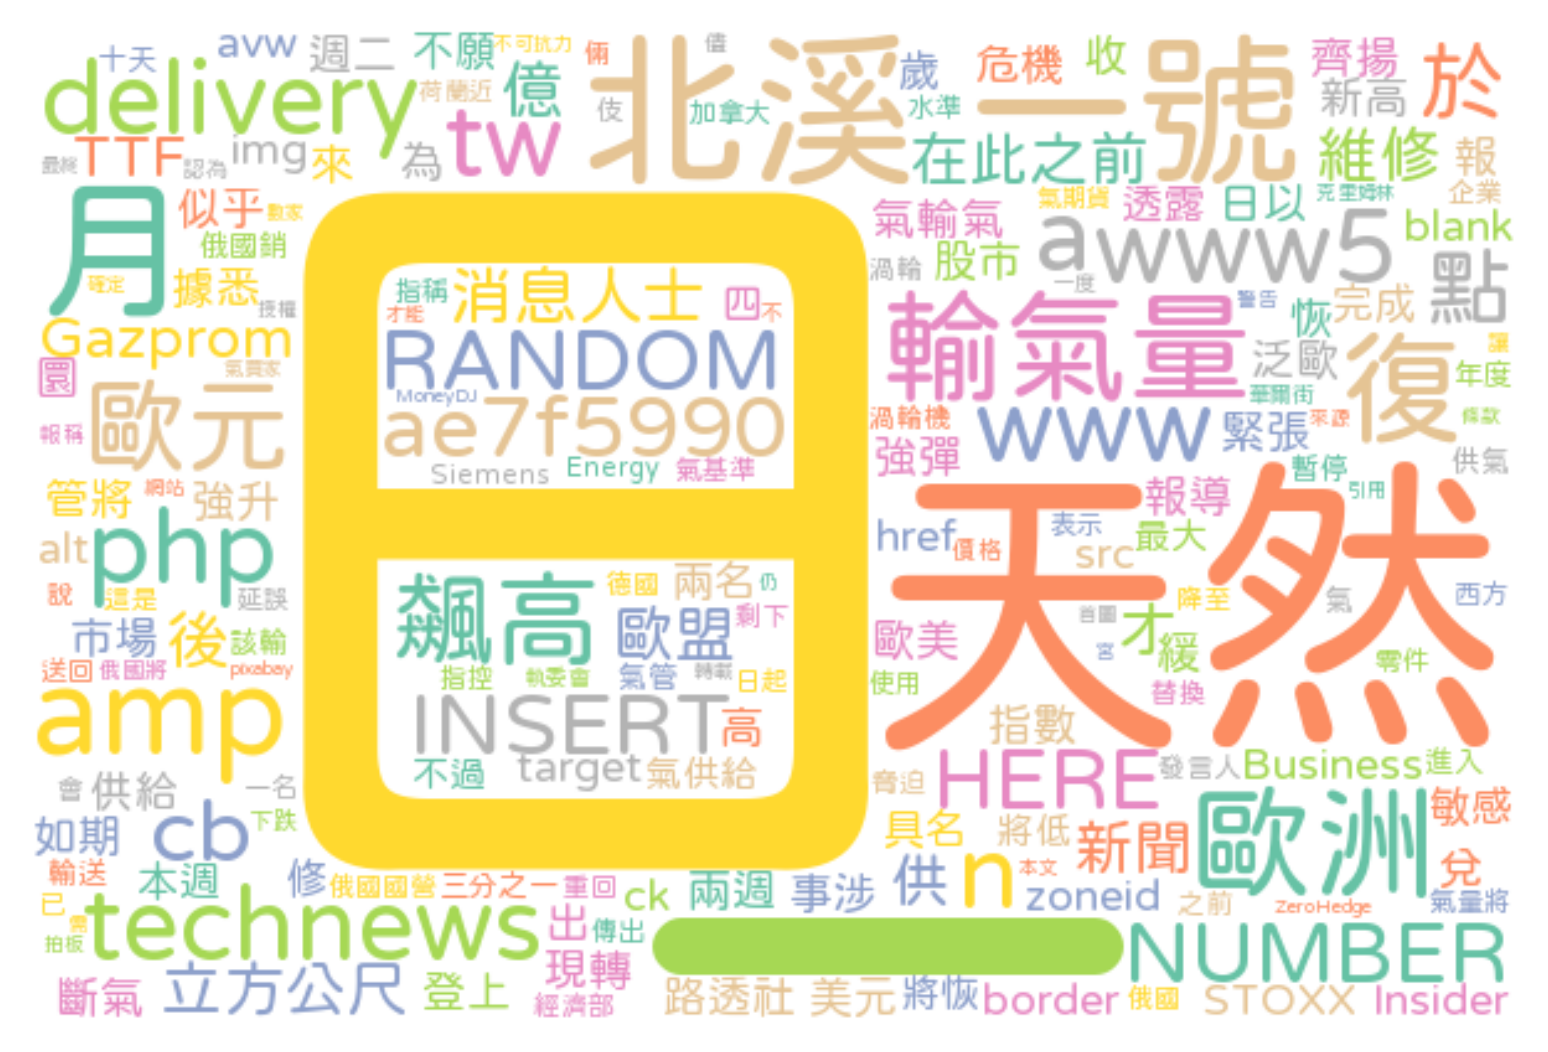 十天 avw 週二 不願 不可抗力 倆 北溪 儘 歲 危機 收 一號 齊揚 於
delivery 荷蘭近 億 伎 加拿大 水準 新高
最終 TTF 認為 img 來 為 tw 在此之前 維修 報
月 似乎 數家 氣輸氣 氣期貨 透露 日以 克里姆林 企業
俄國銷 日 渦輪 股市 awww5 blank
確定 據悉 授權 指稱 消息人士 四 不 一度 警告 恢 完成 點
Gazprom 才能 RANDOM 輸氣量 泛歐 復 讓
圜 氣買家 MoneyDJ 華爾街 年度
報稱 歐元 ae7f5990 渦輪機 www 緊張 來源 條款
Siemens Energy 氣基準 強彈 暫停 供氣
管將 網站 強升 天然 報導 引用
alt php href 價格 表示 src 最大
說 這是 延誤 飆高 德國 兩名 仍 首圖 才 降至 氣 西方
市場 後 該輸 歐盟 剩下 歐美 宮 緩
送回 俄國將 pixabay 指控 執委會 氣管 轉載 日起 使用 替換 零件
amp INSERT 高 指數
會 供給 一名 不過 target 氣供給 脅迫 HERE 發言人 Business 進入
如期 cb 下跌 具名 將低 新聞 歐洲 敏感
輸送 本週 修 俄國國營 三分之一 重回 ck 兩週 事涉 供 n 本文 zoneid 之前 ZeroHedge 兌 氣量將
已 需 拍板 technews 出 傳出 一 NUMBER
斷氣 立方公尺 登上 現轉 經濟部 路透社 美元 將恢 border 俄國 STOXX Insider